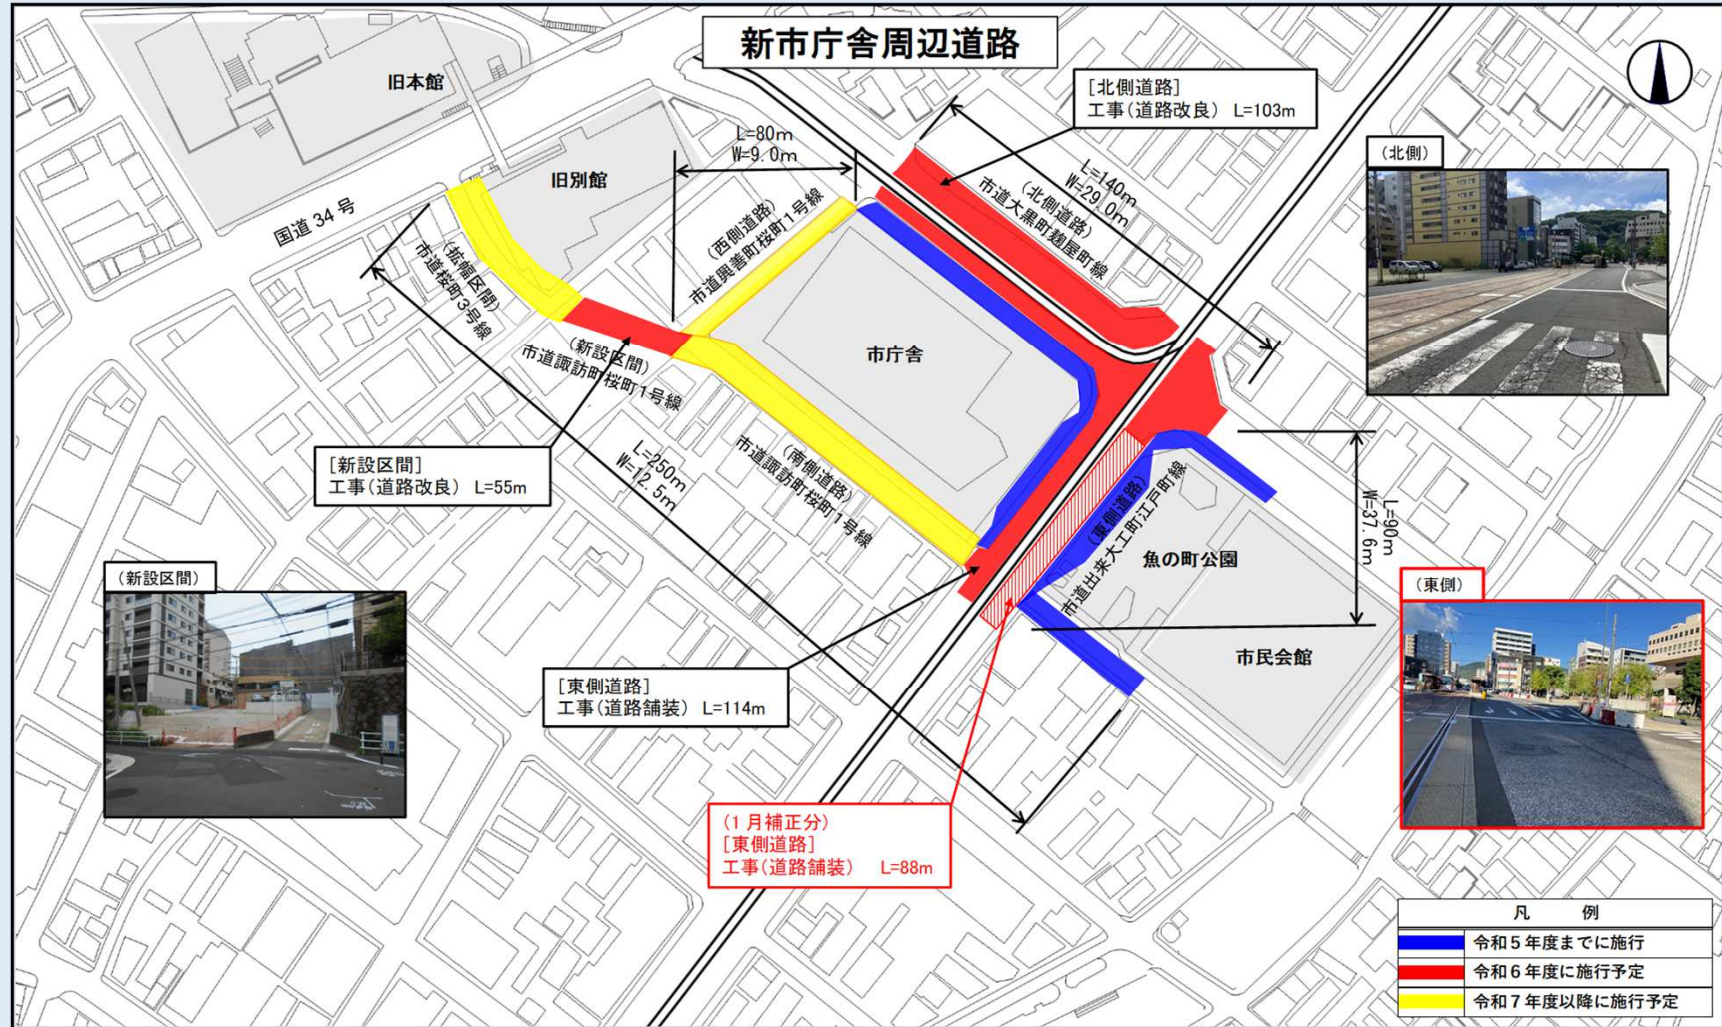 新市庁舎周辺道路
旧本館
[北側道路]
工事(道路改良) L=103m
(北側)
L=80m
W=9.0m
旧別館
国道34号
(西側道路)
市道興善町桜町1号線
L=140m
W=29.0m
(北側道路)
市道大黒町麹屋町線
(拡幅区間)
市道桜町3号線
(新設区間)
市道諏訪町桜町1号線
市庁舎
[新設区間]
工事(道路改良) L=55m
L=250m
W=12.5m
(南側道路)
市道諏訪町桜町1号線
(東側道路)
市道出来大工町江戸町線
魚の町公園
L=90m
W=37.6m
市民会館
(新設区間)
(東側)
[東側道路]
工事(道路舗装) L=114m
(1月補正分)
[東側道路]
工事(道路舗装) L=88m
凡 例
令和5年度までに施行
令和6年度に施行予定
令和7年度以降に施行予定